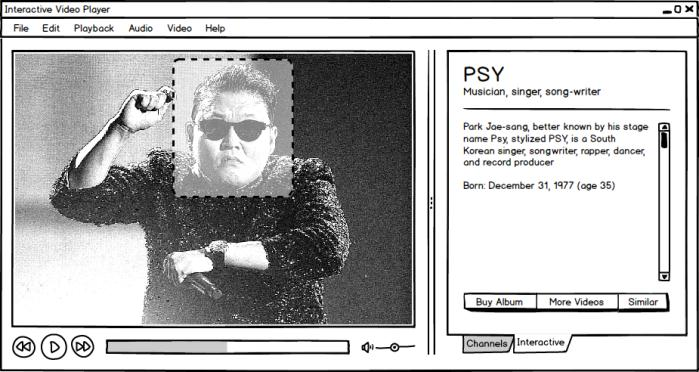 Interactive Video Player
File Edit Playback Audio Video Help
PSY
Musician, singer, song-writer
Park Jae-sang, better known by his stage
name Psy, stylized PSY, is a South
Korean singer, songwriter, rapper, dancer,
and record producer
Born: December 31, 1977 (age 35)
Buy Album More Videos Similar
Channels Interactive